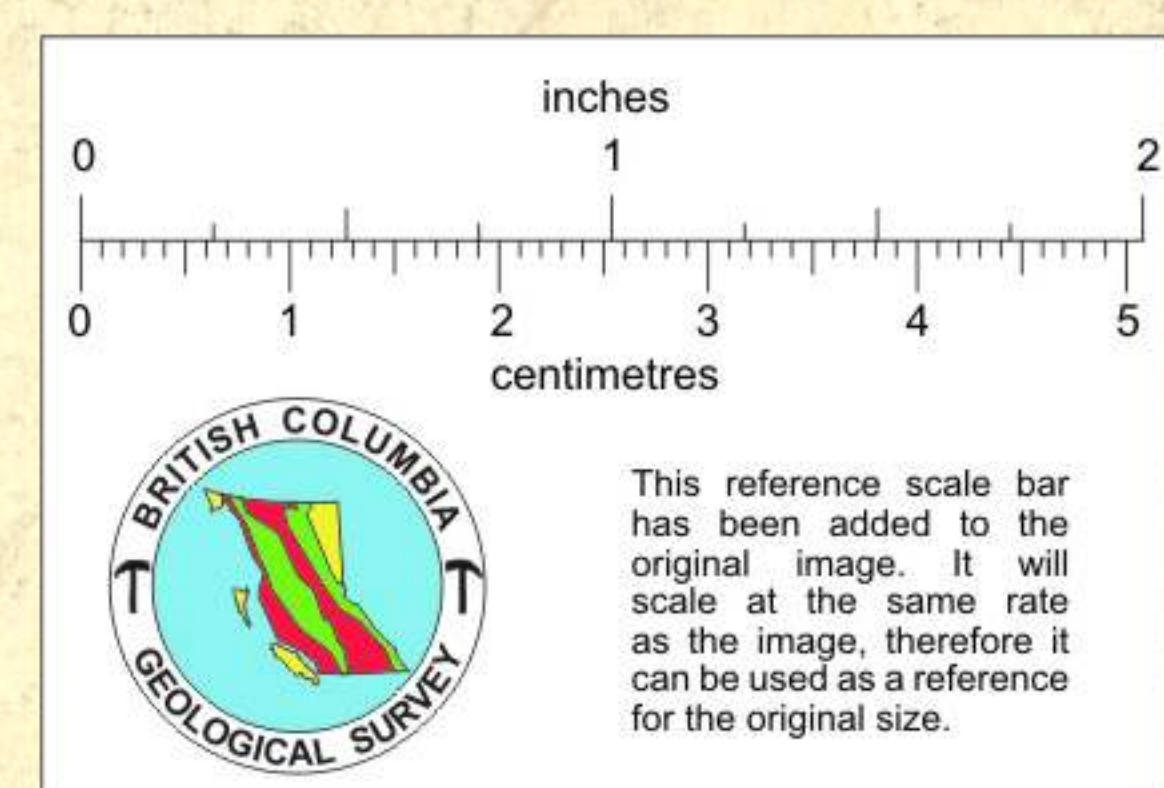 inches
0 1 2
0 1 2 3 4 5
centimetres
BRITISH COLUMBIA
GEOLOGICAL SURVEY
This reference scale bar
has been added to the
original image. It will
scale at the same rate
as the image, therefore it
can be used as a reference
for the original size.